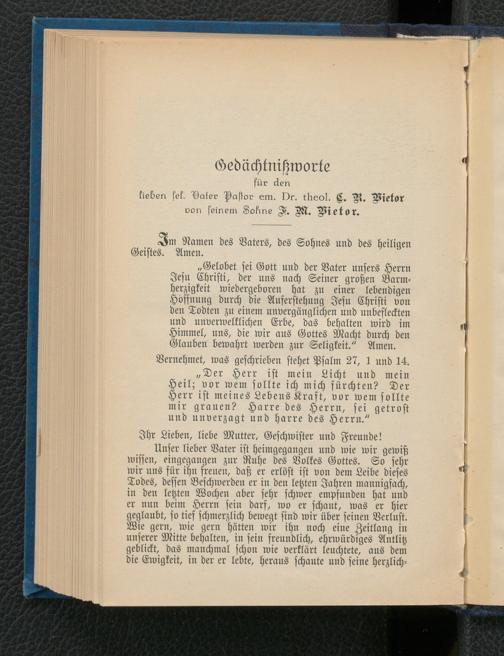 Gedächtnißworte
für den
lieben sel. Vater Pastor em. Dr. theol. C. R. Vietor
von seinem Sohne J. M. Vietor.
Im Namen des Vaters, des Sohnes und des heiligen
Geistes. Amen.
„Gelobet sei Gott und der Vater unsers Herrn
Jesu Christi, der uns nach Seiner großen Barm-
herzigkeit wiedergeboren hat zu einer lebendigen
Hoffnung durch die Auferstehung Jesu Christi von
den Todten zu einem unvergänglichen und unbefleckten
und unverwelklichen Erbe, das behalten wird im
Himmel, uns, die wir aus Gottes Macht durch den
Glauben bewahrt werden zur Seligkeit.“ Amen.
Vernehmet, was geschrieben stehet Psalm 27, 1 und 14.
„Der Herr ist mein Licht und mein
Heil; vor wem sollte ich mich fürchten? Der
Herr ist meines Lebens Kraft, vor wem sollte
mir grauen? Harre des Herrn, sei getrost
und unverzagt und harre des Herrn.“
Ihr Lieben, liebe Mutter, Geschwister und Freunde!
Unser lieber Vater ist heimgegangen und wie wir gewiß
wissen, eingegangen zur Ruhe des Volkes Gottes. So sehr
wir uns für ihn freuen, daß er erlöst ist von dem Leibe dieses
Todes, dessen Beschwerden er in den letzten Jahren mannigfach,
in den letzten Wochen aber sehr schwer empfunden hat und
er nun beim Herrn sein darf, wo er schaut, was er hier
geglaubt, so tief schmerzlich bewegt sind wir über seinen Verlust.
Wie gern, wie gern hätten wir ihn noch eine Zeitlang in
unserer Mitte behalten, in sein freundlich, ehrwürdiges Antlitz
geblickt, das manchmal schon wie verklärt leuchtete, aus dem
die Ewigkeit, in der er lebte, heraus schaute und seine herzlich-